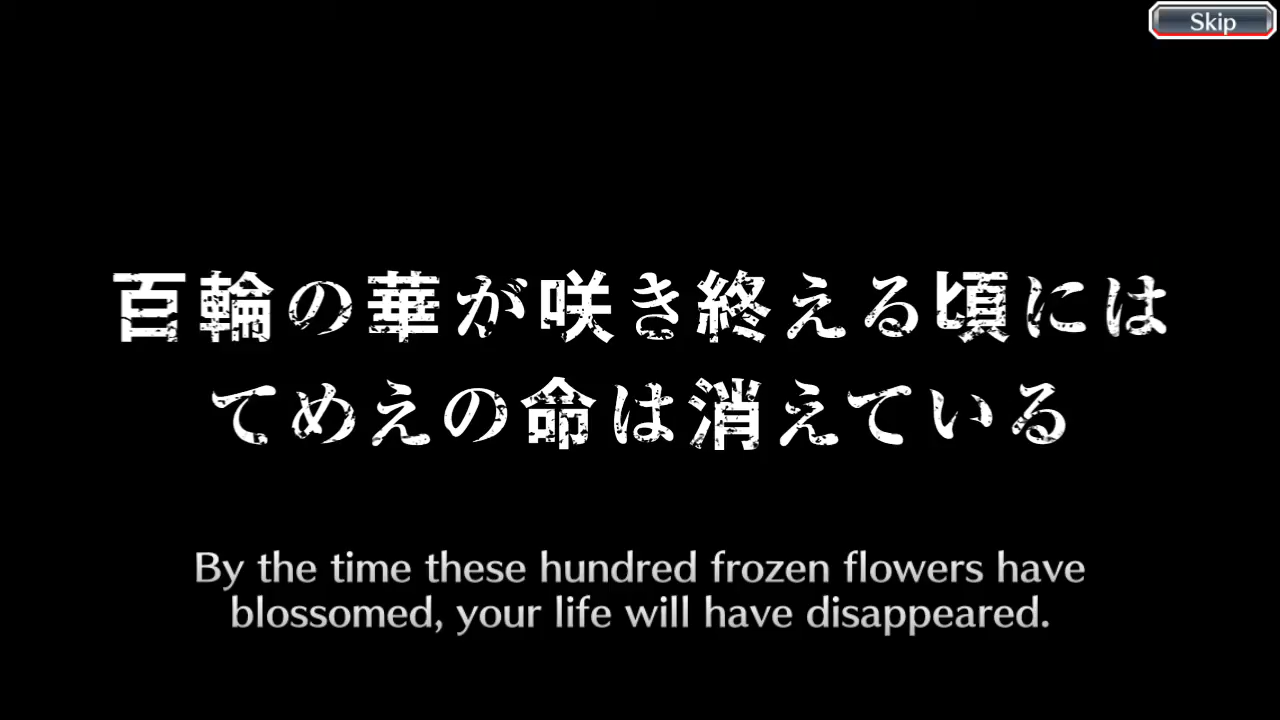 Skip
百輪の華が咲き終える頃には
てめえの命は消えている
By the time these hundred frozen flowers have
blossomed, your life will have disappeared.